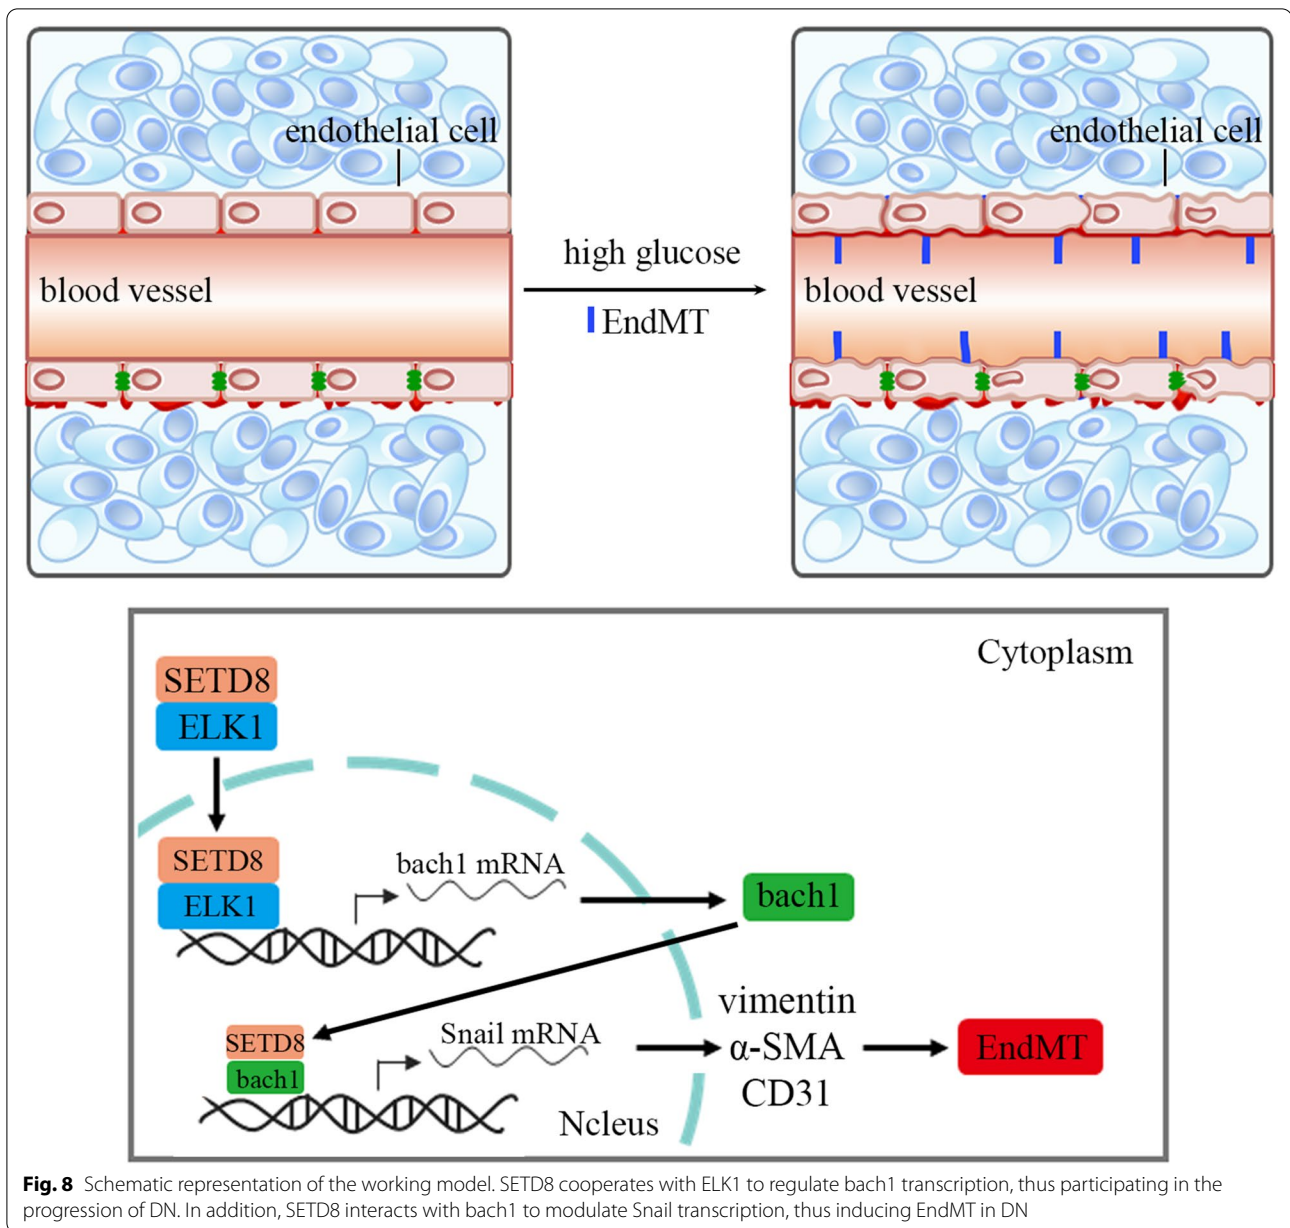 endothelial cell
endothelial cell
blood vessel
high glucose
EndMT
blood vessel
Cytoplasm
SETD8
ELK1
SETD8
ELK1
bach1 mRNA
bach1
SETD8
bach1
Snail mRNA
vimentin
α-SMA
CD31
EndMT
Ncleus
Fig. 8 Schematic representation of the working model. SETD8 cooperates with ELK1 to regulate bach1 transcription, thus participating in the
progression of DN. In addition, SETD8 interacts with bach1 to modulate Snail transcription, thus inducing EndMT in DN